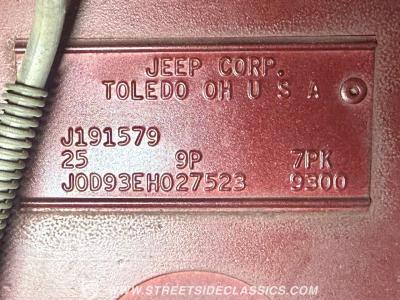 JEEP CORP.
TOLEDO OH U S A
J191579
25 9P 7PK
J0D93EH027523 9300
WWW.STREETSIDECLASSICS.COM